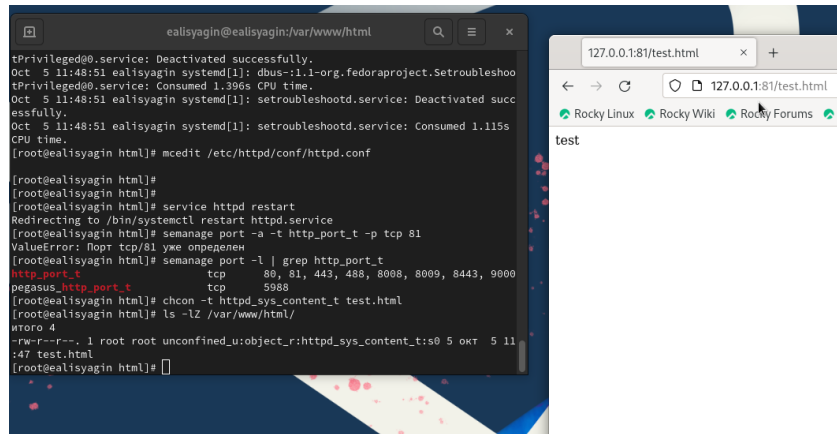 ealisyagin@ealisyagin:/var/www/html
tPrivileged@0.service: Deactivated successfully.
Oct  5 11:48:51 ealisyagin systemd[1]: dbus-:1.1-org.fedoraproject.Setroubleshoo
tPrivileged@0.service: Consumed 1.396s CPU time.
Oct  5 11:48:51 ealisyagin systemd[1]: setroubleshootd.service: Deactivated succ
essfully.
Oct  5 11:48:51 ealisyagin systemd[1]: setroubleshootd.service: Consumed 1.115s
CPU time.
[root@ealisyagin html]# mcedit /etc/httpd/conf/httpd.conf
[root@ealisyagin html]#
[root@ealisyagin html]#
[root@ealisyagin html]# service httpd restart
Redirecting to /bin/systemctl restart httpd.service
[root@ealisyagin html]# semanage port -a -t http_port_t -p tcp 81
ValueError: Порт tcp/81 уже определен
[root@ealisyagin html]# semanage port -l | grep http_port_t
http_port_t                    tcp      80, 81, 443, 488, 8008, 8009, 8443, 9000
pegasus_http_port_t            tcp      5988
[root@ealisyagin html]# chcon -t httpd_sys_content_t test.html
[root@ealisyagin html]# ls -lZ /var/www/html/
итого 4
-rw-r--r--. 1 root root unconfined_u:object_r:httpd_sys_content_t:s0 5 окт  5 11
:47 test.html
[root@ealisyagin html]#
127.0.0.1:81/test.html
127.0.0.1:81/test.html
Rocky Linux Rocky Wiki Rocky Forums
test